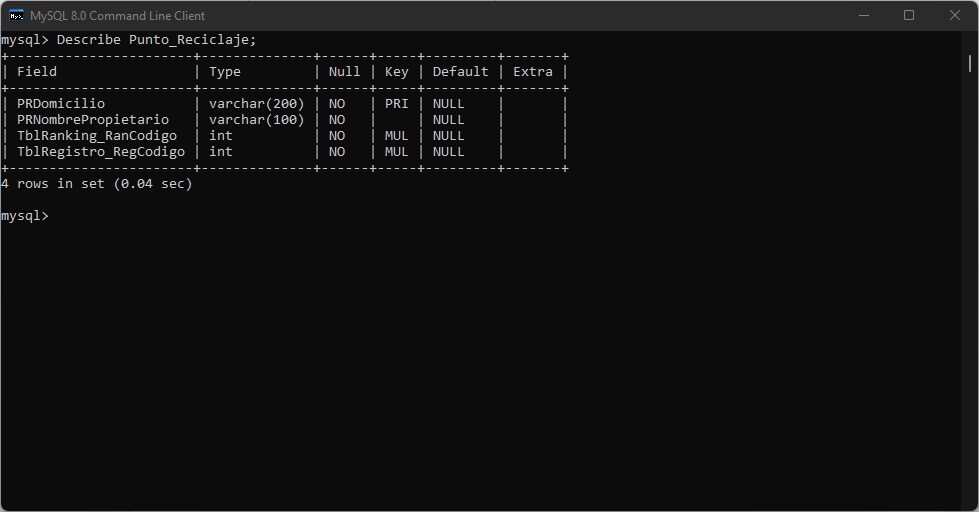 MySQL 8.0 Command Line Client
mysql> Describe Punto_Reciclaje;
+-----------------------+--------------+------+-----+---------+-------+
| Field                 | Type         | Null | Key | Default | Extra |
+-----------------------+--------------+------+-----+---------+-------+
| PRDomicilio           | varchar(200) | NO   | PRI | NULL    |       |
| PRNombrePropietario   | varchar(100) | NO   |     | NULL    |       |
| TblRanking_RanCodigo  | int          | NO   | MUL | NULL    |       |
| TblRegistro_RegCodigo | int          | NO   | MUL | NULL    |       |
+-----------------------+--------------+------+-----+---------+-------+
4 rows in set (0.04 sec)
mysql>